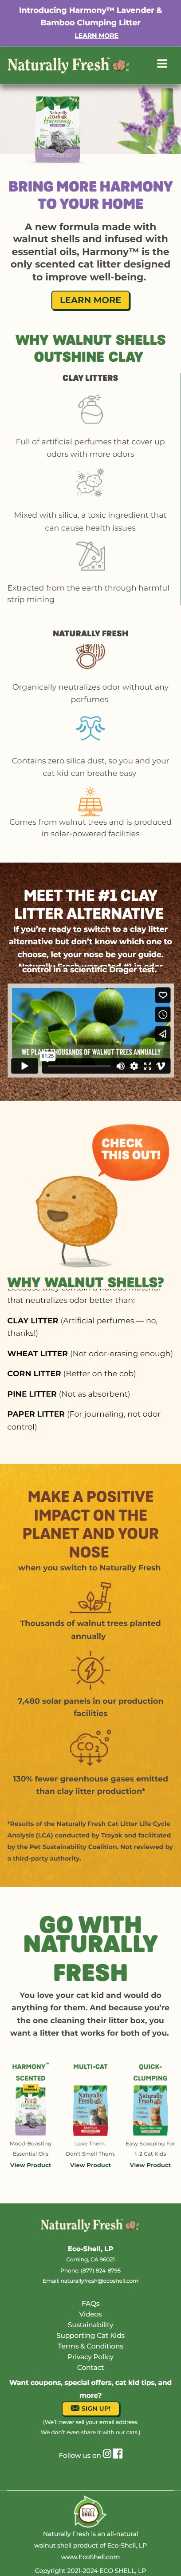 Introducing Harmony™ Lavender &
Bamboo Clumping Litter
LEARN MORE
Naturally Fresh
Naturally Fresh
Harmony
BRING MORE HARMONY
TO YOUR HOME
A new formula made with
walnut shells and infused with
essential oils, Harmony™ is the
only scented cat litter designed
to improve well-being.
LEARN MORE
WHY WALNUT SHELLS
OUTSHINE CLAY
CLAY LITTERS
Full of artificial perfumes that cover up
odors with more odors
Mixed with silica, a toxic ingredient that
can cause health issues
Extracted from the earth through harmful
strip mining
NATURALLY FRESH
Organically neutralizes odor without any
perfumes
Contains zero silica dust, so you and your
cat kid can breathe easy
Comes from walnut trees and is produced
in solar-powered facilities
MEET THE #1 CLAY
LITTER ALTERNATIVE
If you're ready to switch to a clay litter
alternative but don't know which one to
choose, let your nose be your guide.
control in a scientific Drager test.
WE PLANT THOUSANDS OF WALNUT TREES ANNUALLY
01:25
CHECK
THIS OUT!
WHY WALNUT SHELLS?
Because they contain a fibrous material
that neutralizes odor better than:
CLAY LITTER (Artificial perfumes — no,
thanks!)
WHEAT LITTER (Not odor-erasing enough)
CORN LITTER (Better on the cob)
PINE LITTER (Not as absorbent)
PAPER LITTER (For journaling, not odor
control)
MAKE A POSITIVE
IMPACT ON THE
PLANET AND YOUR
NOSE
when you switch to Naturally Fresh
Thousands of walnut trees planted
annually
7,480 solar panels in our production
facilities
CO2
130% fewer greenhouse gases emitted
than clay litter production*
*Results of the Naturally Fresh Cat Litter Life Cycle
Analysis (LCA) conducted by Trayak and facilitated
by the Pet Sustainability Coalition. Not reviewed by
a third-party authority.
GO WITH
NATURALLY
FRESH
You love your cat kid and would do
anything for them. And because you're
the one cleaning their litter box, you
want a litter that works for both of you.
HARMONY™
SCENTED
Mood-Boosting
Essential Oils
View Product
MULTI-CAT
Love Them.
Don't Smell Them.
View Product
QUICK-
CLUMPING
Easy Scooping For
1-2 Cat Kids
View Product
Naturally Fresh
Eco-Shell, LP
Corning, CA 96021
Phone: (877) 824-8795
Email: naturallyfresh@ecoshell.com
FAQs
Videos
Sustainability
Supporting Cat Kids
Terms & Conditions
Privacy Policy
Contact
Want coupons, special offers, cat kid tips, and
more?
SIGN UP!
(We'll never sell your email address.
We don't even share it with our cats.)
Follow us on
ECO
SHELL
Naturally Fresh is an all-natural
walnut shell product of Eco-Shell, LP
www.EcoShell.com
Copyright 2021-2024 ECO SHELL, LP